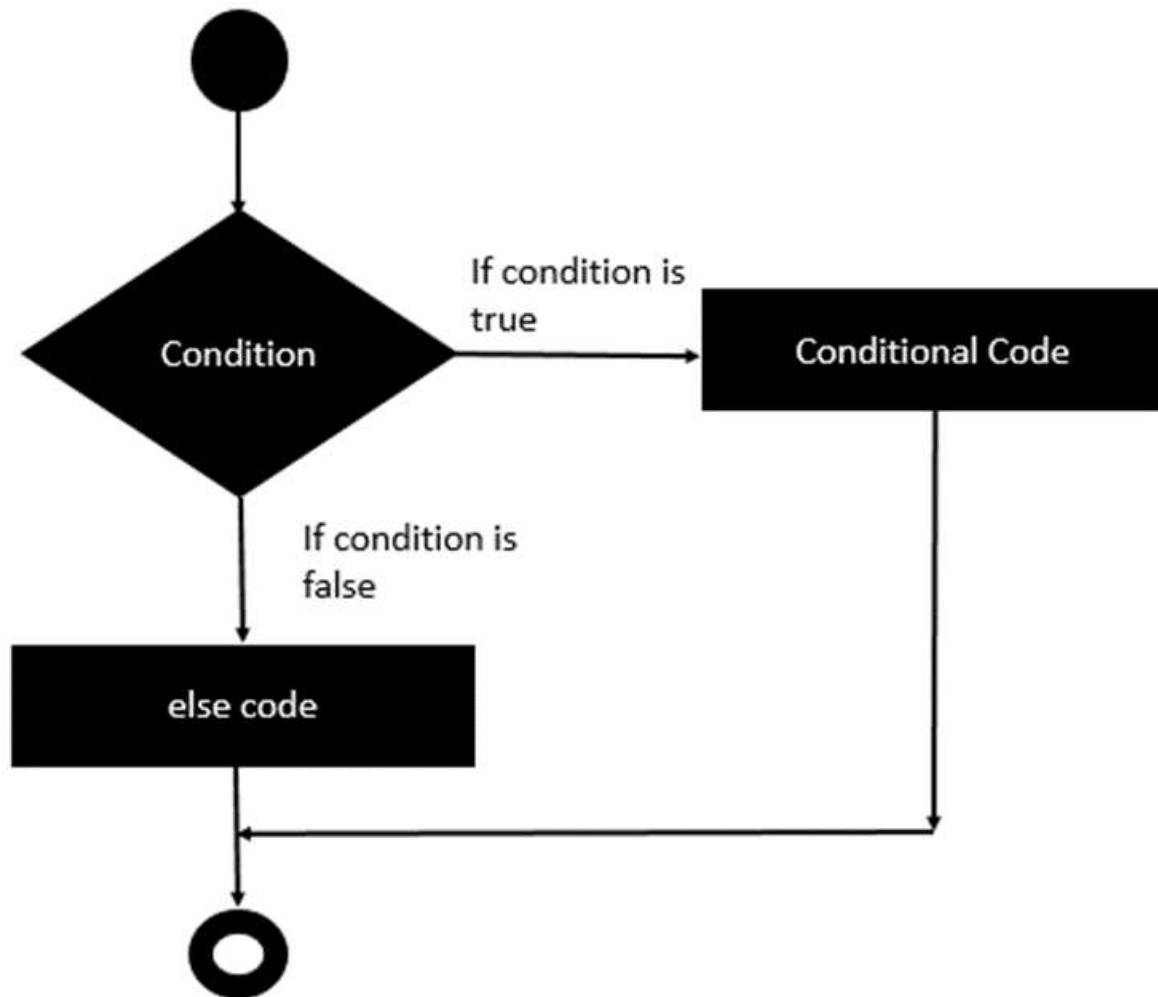 If condition is
true
Condition
Conditional Code
If condition is
false
else code